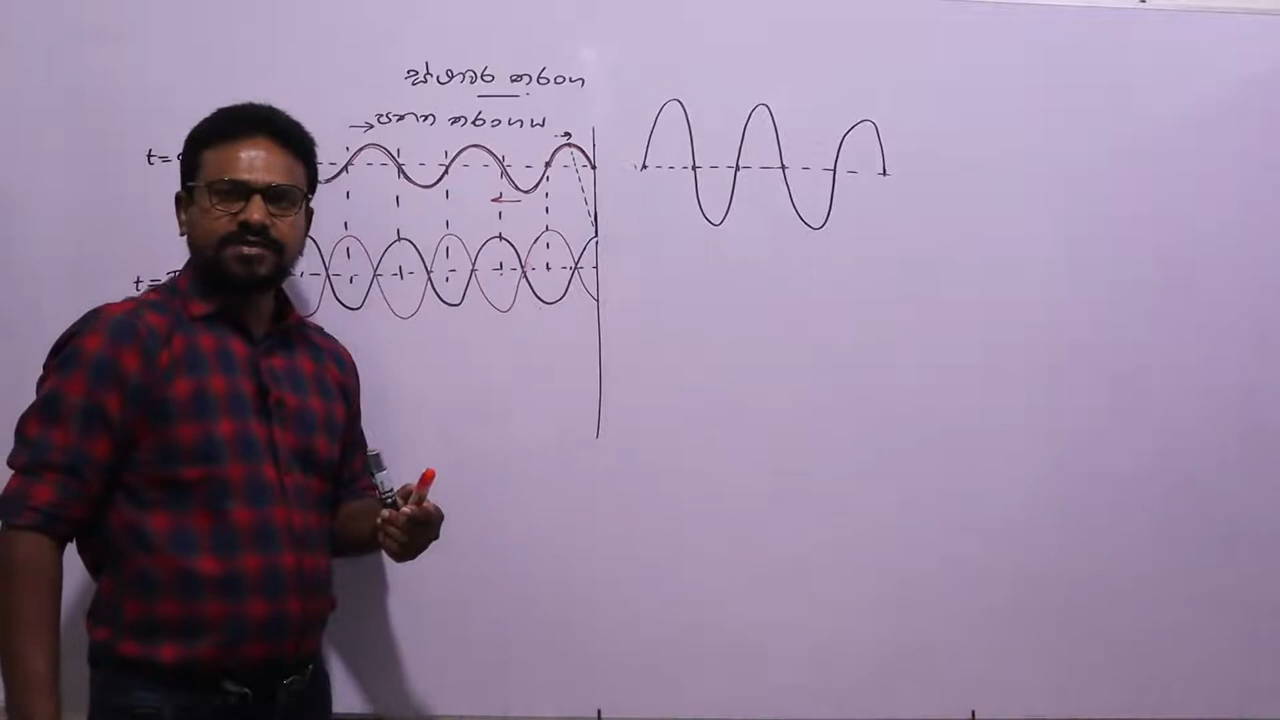 ස්ථාවර තරංග
→ පතන තරංගය
t=
t=